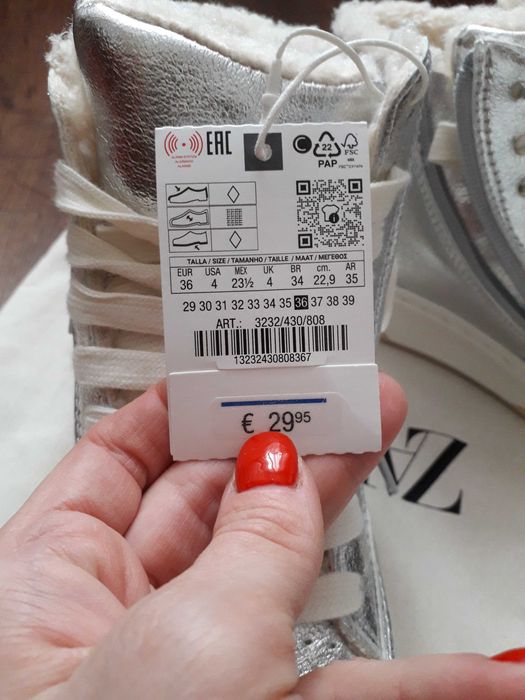 EAC
22
PAP
FSC
TALLA / SIZE / TAMANHO / TAILLE / MAAT / ΜΕΓΕΘΟΣ
EUR USA MEX UK BR cm. AR
36 4 23½ 4 34 22,9 35
29 30 31 32 33 34 35 36 37 38 39
ART.: 3232/430/808
13232430808367
€ 29 95
ZA